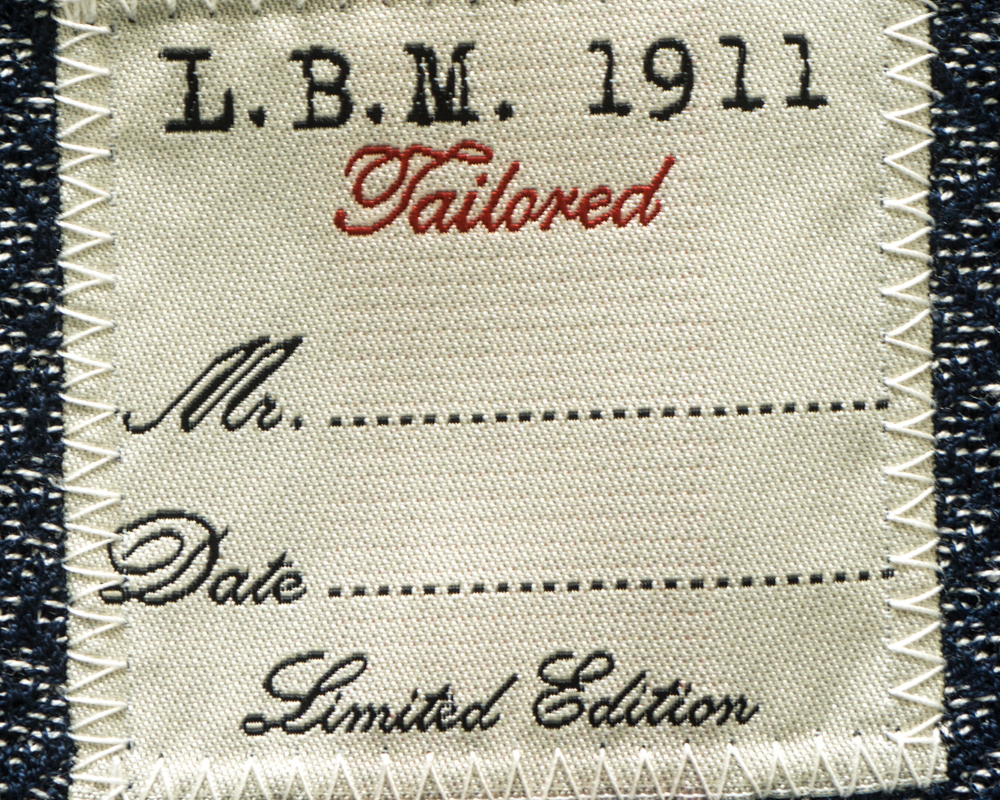 L.B.M. 1911
Tailored
Mr. ..............................
Date ..............................
Limited Edition